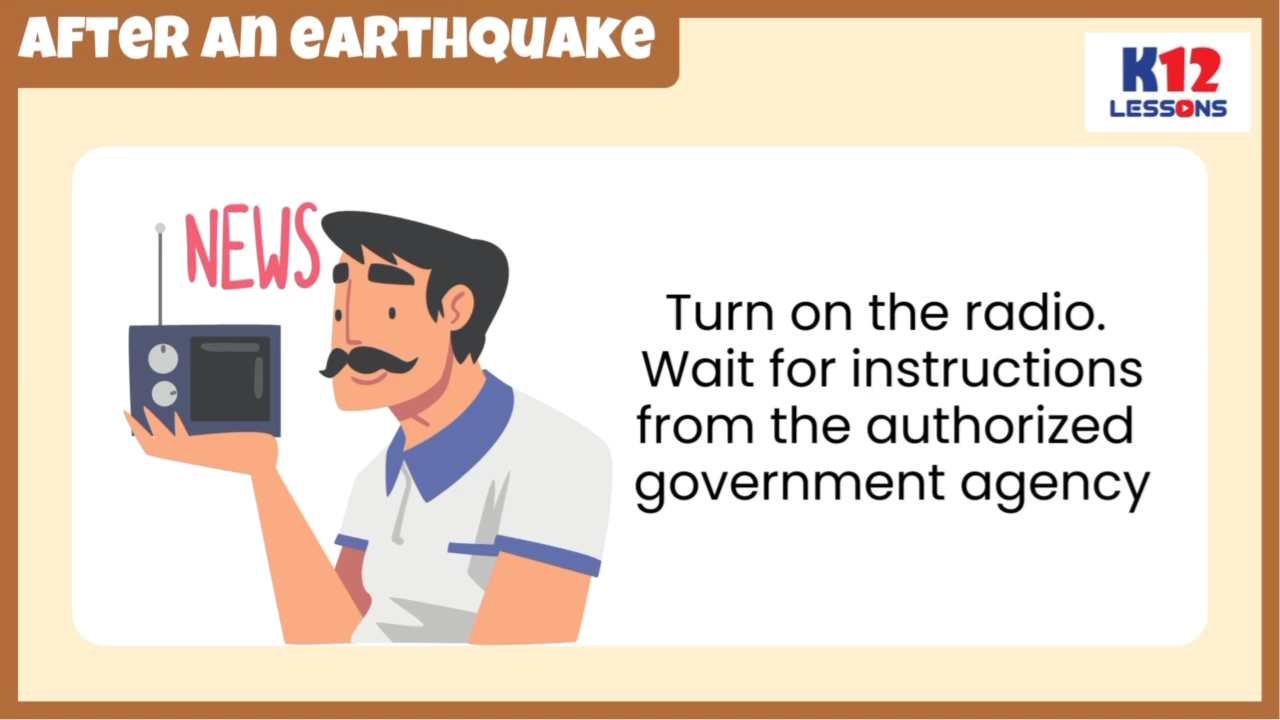 AFTER AN EARTHQUAKE
K12
LESSONS
NEWS
Turn on the radio.
Wait for instructions
from the authorized
government agency